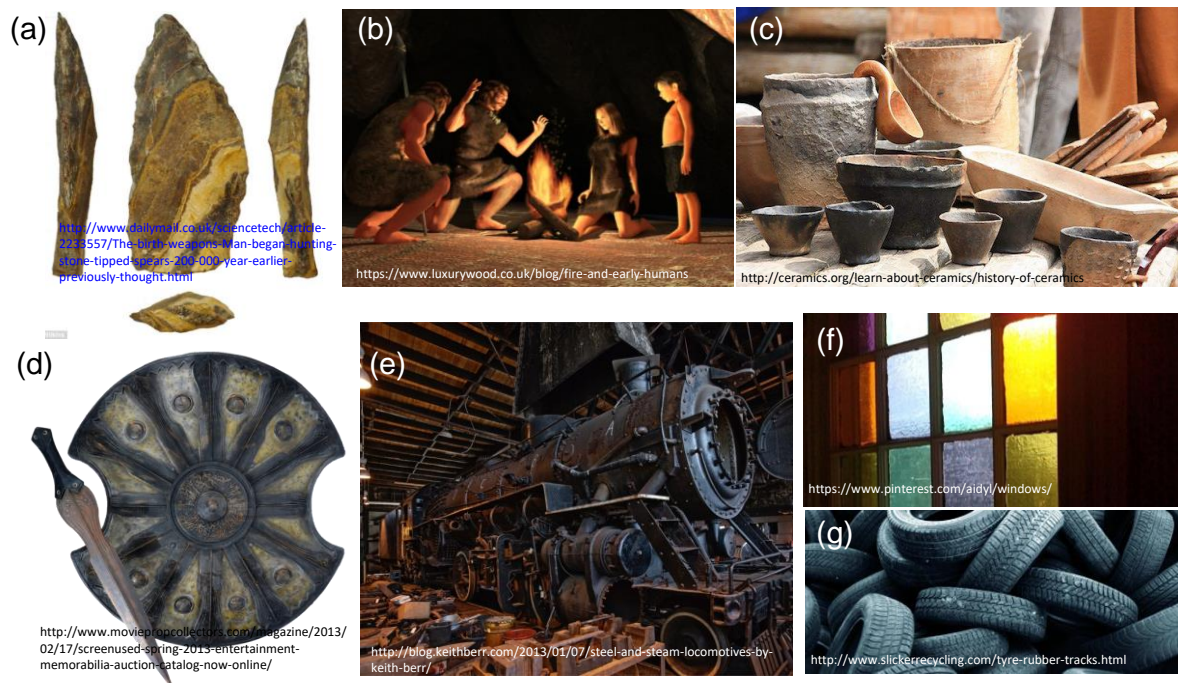 (a)
http://www.dailymail.co.uk/sciencetech/article-
2233557/The-birth-weapons-Man-began-hunting-
stone-tipped-spears-200-000-year-earlier-
previously-thought.html
(b)
https://www.luxurywood.co.uk/blog/fire-and-early-humans
(c)
http://ceramics.org/learn-about-ceramics/history-of-ceramics
(d)
http://www.moviepropcollectors.com/magazine/2013/
02/17/screenused-spring-2013-entertainment-
memorabilia-auction-catalog-now-online/
(e)
http://blog.keithberr.com/2013/01/07/steel-and-steam-locomotives-by-
keith-berr/
(f)
https://www.pinterest.com/aidyl/windows/
(g)
http://www.slickerrecycling.com/tyre-rubber-tracks.html